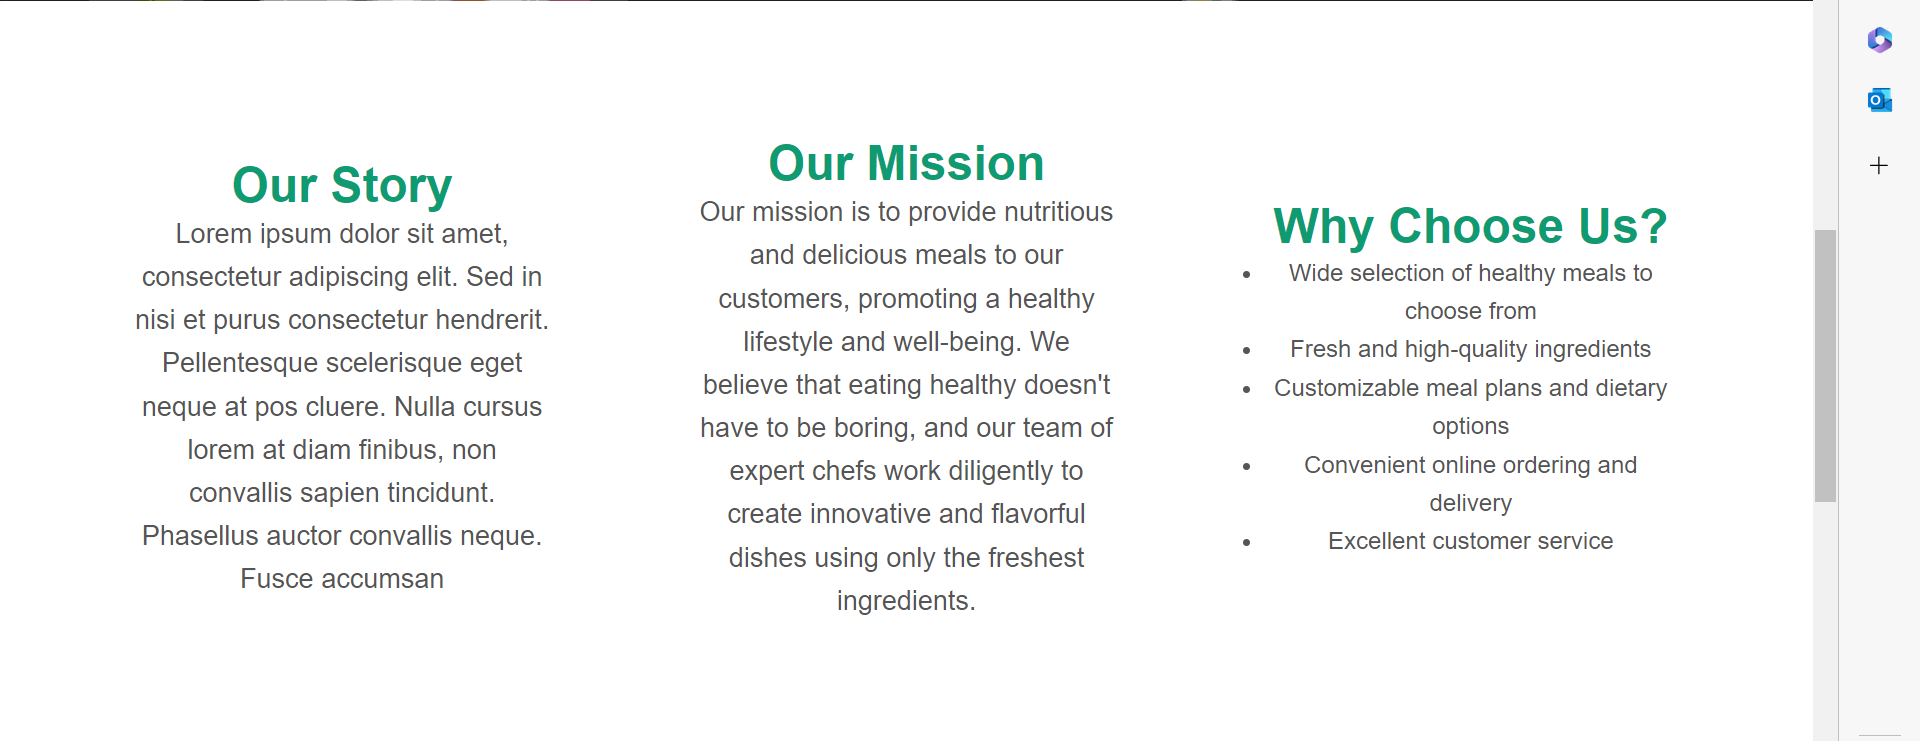 Our Story
Lorem ipsum dolor sit amet,
consectetur adipiscing elit. Sed in
nisi et purus consectetur hendrerit.
Pellentesque scelerisque eget
neque at pos cluere. Nulla cursus
lorem at diam finibus, non
convallis sapien tincidunt.
Phasellus auctor convallis neque.
Fusce accumsan
Our Mission
Our mission is to provide nutritious
and delicious meals to our
customers, promoting a healthy
lifestyle and well-being. We
believe that eating healthy doesn't
have to be boring, and our team of
expert chefs work diligently to
create innovative and flavorful
dishes using only the freshest
ingredients.
Why Choose Us?
• Wide selection of healthy meals to
choose from
• Fresh and high-quality ingredients
• Customizable meal plans and dietary
options
• Convenient online ordering and
delivery
• Excellent customer service